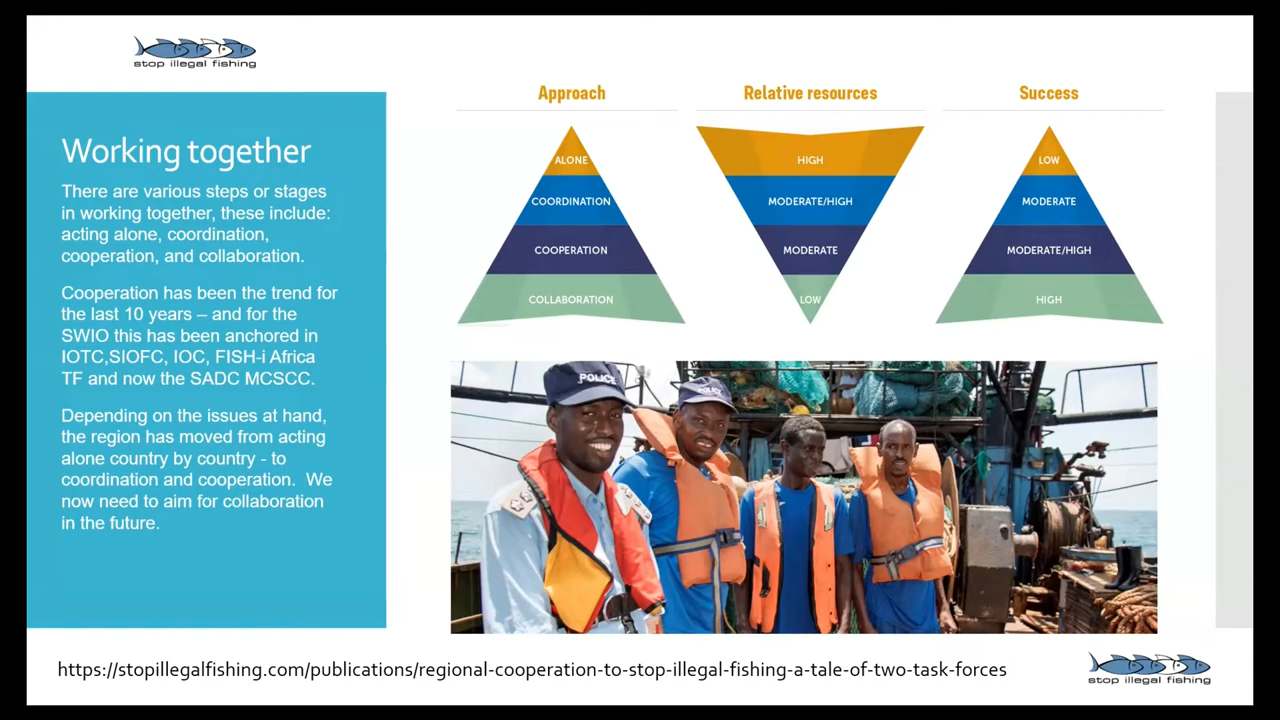 stop illegal fishing
Working together
There are various steps or stages
in working together, these include:
acting alone, coordination,
cooperation, and collaboration.
Cooperation has been the trend for
the last 10 years – and for the
SWIO this has been anchored in
IOTC,SIOFC, IOC, FISH-i Africa
TF and now the SADC MCSCC.
Depending on the issues at hand,
the region has moved from acting
alone country by country - to
coordination and cooperation.  We
now need to aim for collaboration
in the future.
Approach
ALONE
COORDINATION
COOPERATION
COLLABORATION
Relative resources
HIGH
MODERATE/HIGH
MODERATE
LOW
Success
LOW
MODERATE
MODERATE/HIGH
HIGH
POLICE
POLICE
https://stopillegalfishing.com/publications/regional-cooperation-to-stop-illegal-fishing-a-tale-of-two-task-forces
stop illegal fishing